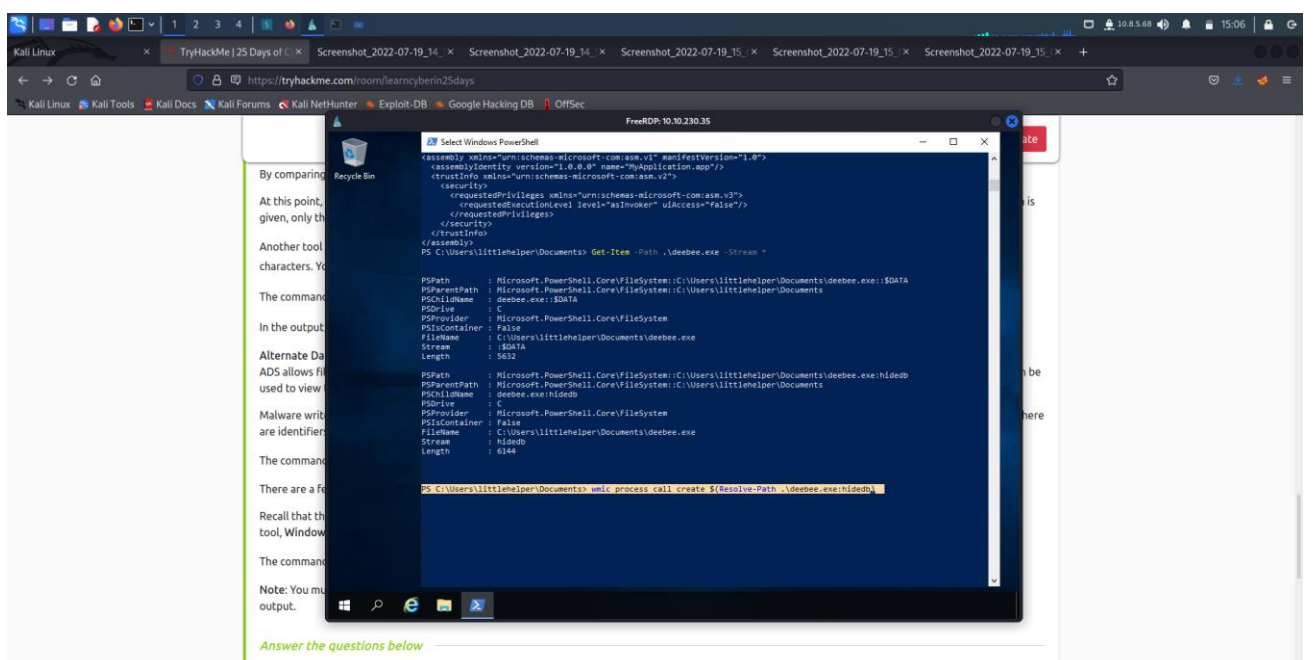 1 2 3 4
10.8.5.68
15:06
Kali Linux
TryHackMe | 25 Days of C
Screenshot_2022-07-19_14_
Screenshot_2022-07-19_14_
Screenshot_2022-07-19_15_
Screenshot_2022-07-19_15_
Screenshot_2022-07-19_15_
https://tryhackme.com/room/learncyberin25days
Kali Linux Kali Tools Kali Docs Kali Forums Kali NetHunter Exploit-DB Google Hacking DB OffSec
FreeRDP: 10.10.230.35
ate
Recycle Bin
Select Windows PowerShell
<assembly xmlns="urn:schemas-microsoft-com:asm.v1" manifestVersion="1.0">
<assemblyIdentity version="1.0.0.0" name="MyApplication.app"/>
<trustInfo xmlns="urn:schemas-microsoft-com:asm.v2">
<security>
<requestedPrivileges xmlns="urn:schemas-microsoft-com:asm.v3">
<requestedExecutionLevel level="asInvoker" uiAccess="false"/>
</requestedPrivileges>
</security>
</trustInfo>
</assembly>
PS C:\Users\littlehelper\Documents> Get-Item -Path .\deebee.exe -Stream *
PSPath : Microsoft.PowerShell.Core\FileSystem::C:\Users\littlehelper\Documents\deebee.exe::$DATA
PSParentPath : Microsoft.PowerShell.Core\FileSystem::C:\Users\littlehelper\Documents
PSChildName : deebee.exe::$DATA
PSDrive : C
PSProvider : Microsoft.PowerShell.Core\FileSystem
PSIsContainer : False
FileName : C:\Users\littlehelper\Documents\deebee.exe
Stream : :$DATA
Length : 5632
PSPath : Microsoft.PowerShell.Core\FileSystem::C:\Users\littlehelper\Documents\deebee.exe:hidedb
PSParentPath : Microsoft.PowerShell.Core\FileSystem::C:\Users\littlehelper\Documents
PSChildName : deebee.exe:hidedb
PSDrive : C
PSProvider : Microsoft.PowerShell.Core\FileSystem
PSIsContainer : False
FileName : C:\Users\littlehelper\Documents\deebee.exe
Stream : hidedb
Length : 6144
PS C:\Users\littlehelper\Documents> wmic process call create $(Resolve-Path .\deebee.exe:hidedb)
By comparing
At this point,
is
given, only th
Another tool
characters. Yo
The command
In the output
Alternate Da
ADS allows fil
be
used to view
Malware writ
here
are identifiers
The command
There are a fe
Recall that th
tool, Window
The command
Note: You mu
output.
Answer the questions below